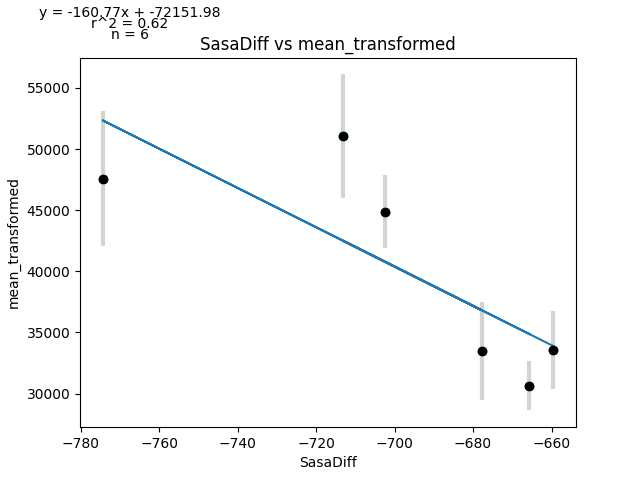 y = -160.77x + -72151.98
r^2 = 0.62
n = 6
SasaDiff vs mean_transformed
55000
50000
45000
40000
35000
30000
mean_transformed
−780 −760 −740 −720 −700 −680 −660
SasaDiff